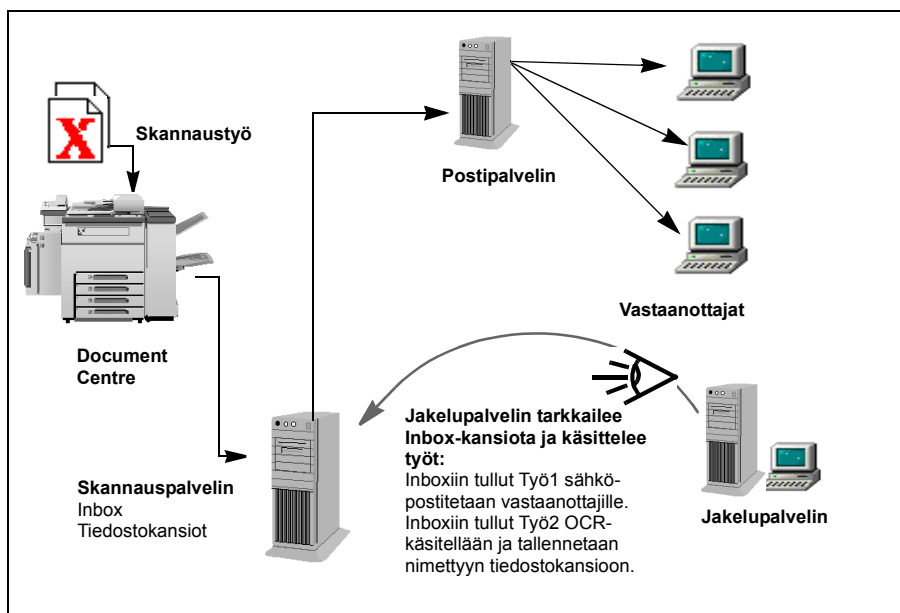 X
Skannaustyö
Postipalvelin
Vastaanottajat
Document
Centre
Skannauspalvelin
Inbox
Tiedostokansiot
Jakelupalvelin tarkkailee
Inbox-kansiota ja käsittelee
työt:
Inboxiin tullut Työ1 sähkö-
postitetaan vastaanottajille.
Inboxiin tullut Työ2 OCR-
käsitellään ja tallennetaan
nimettyyn tiedostokansioon.
Jakelupalvelin